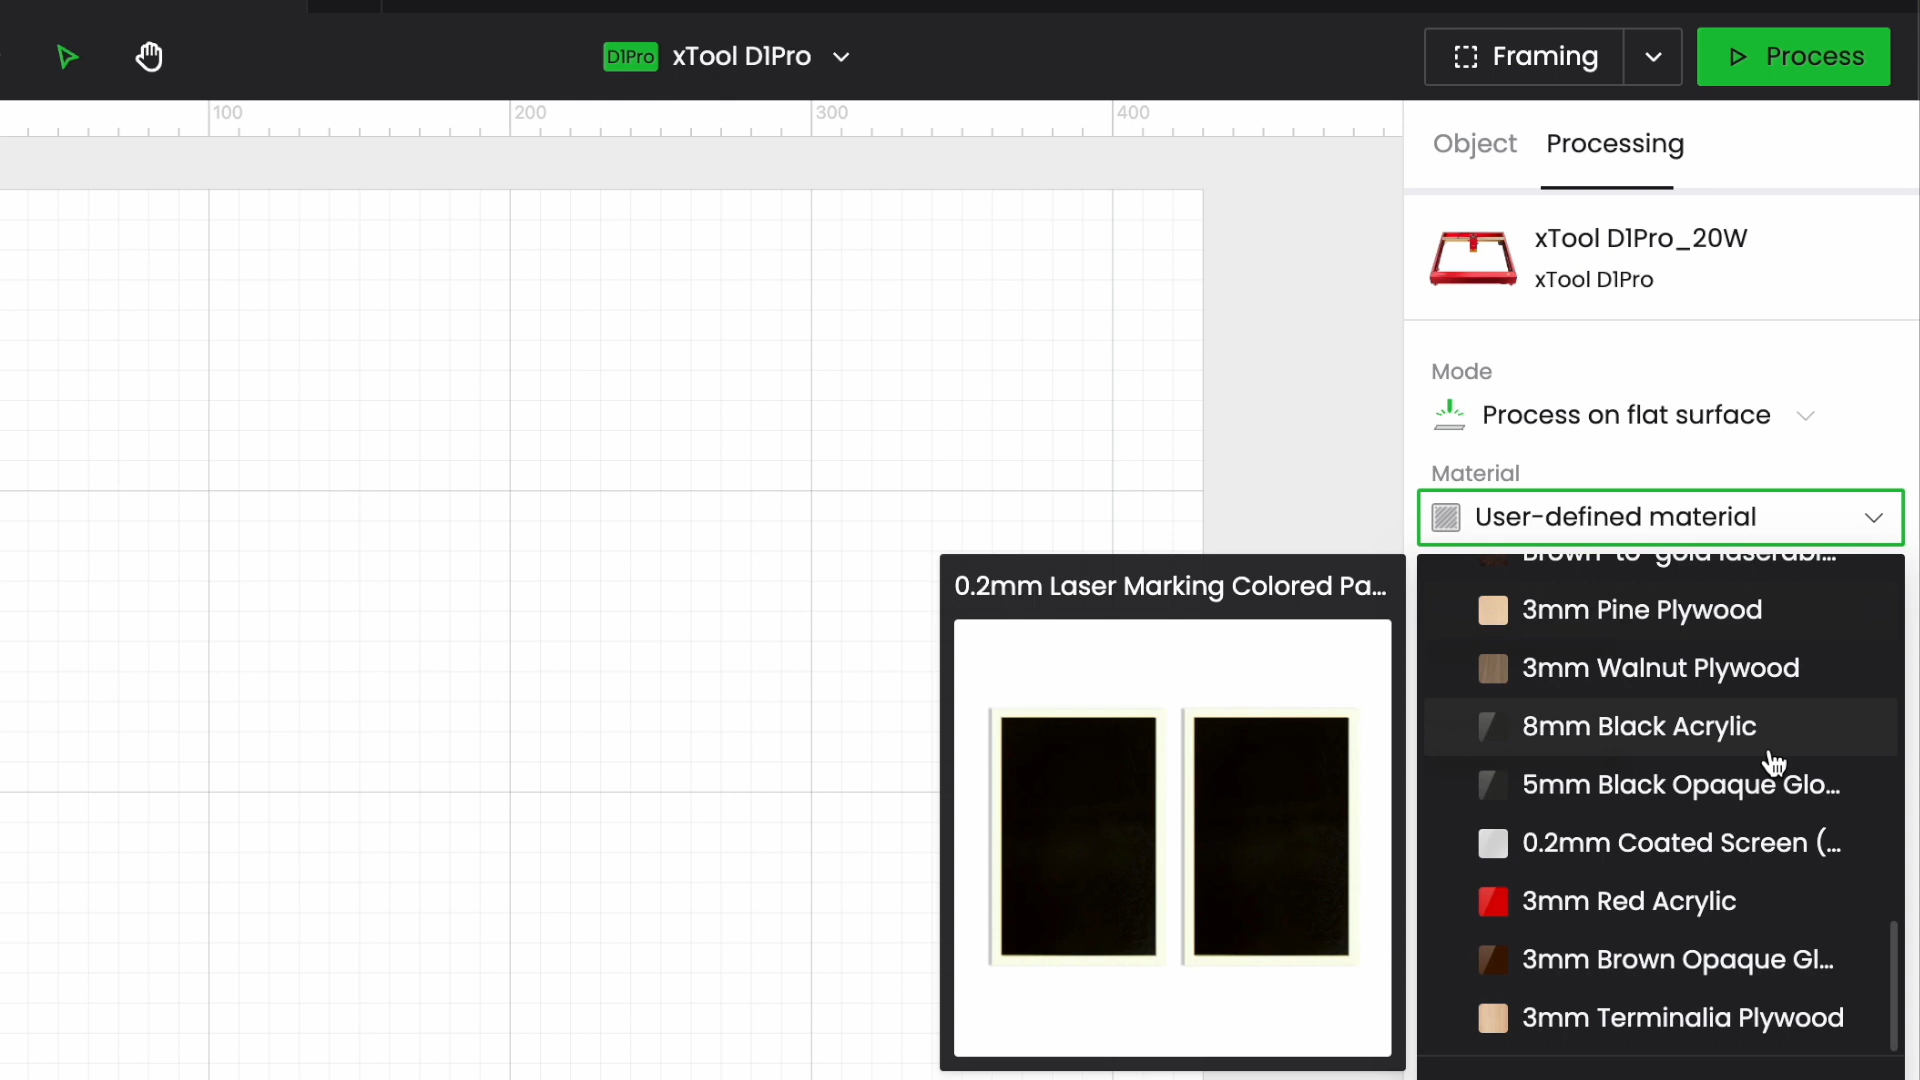 D1Pro xTool D1Pro
Framing
Process
100
200
300
400
Object
Processing
xTool D1Pro_20W
xTool D1Pro
Mode
Process on flat surface
Material
User-defined material
0.2mm Laser Marking Colored Pa...
3mm Pine Plywood
3mm Walnut Plywood
8mm Black Acrylic
5mm Black Opaque Glo...
0.2mm Coated Screen (...
3mm Red Acrylic
3mm Brown Opaque Gl...
3mm Terminalia Plywood